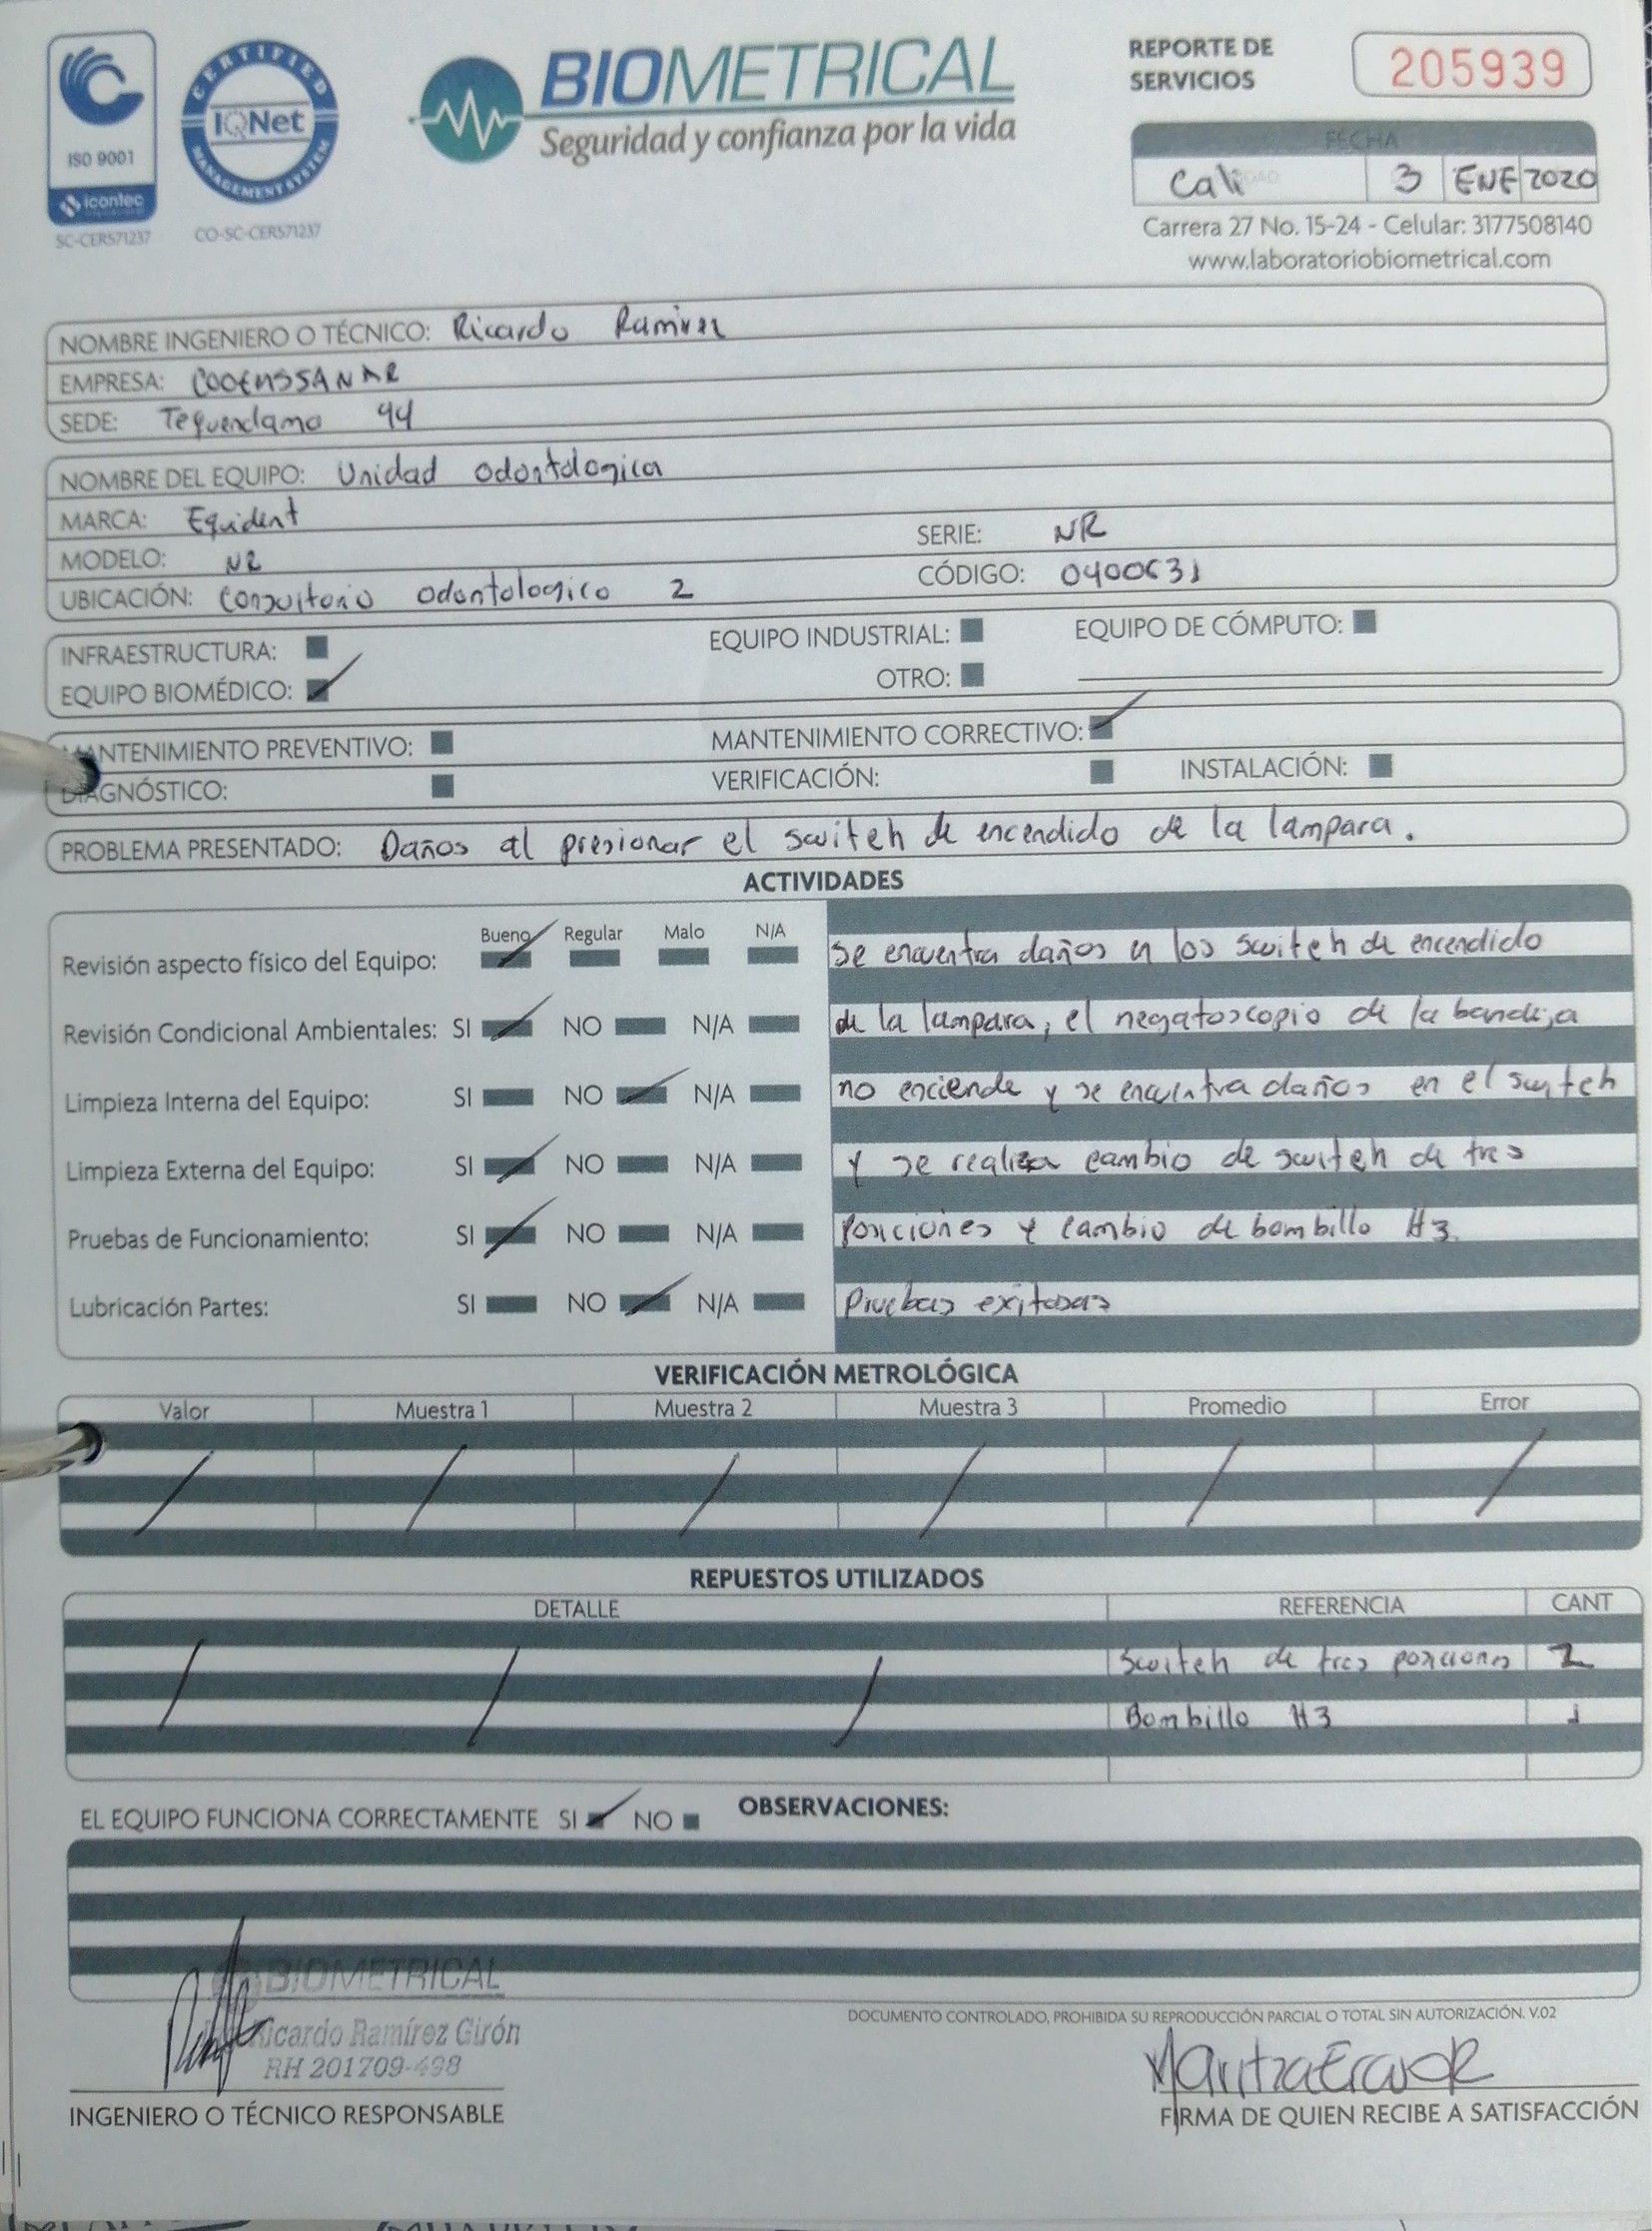 ISO 9001
icontec
SC-CER571237
CERTIFIED
IQNet
MANAGEMENT SYSTEM
CO-SC-CER571237
BIOMETRICAL
Seguridad y confianza por la vida
REPORTE DE
SERVICIOS
205939
FECHA
Cali 3 ENE 2020
Carrera 27 No. 15-24 - Celular: 3177508140
www.laboratoriobiometrical.com
NOMBRE INGENIERO O TÉCNICO: Ricardo Ramirez
EMPRESA: COOEMSSANAR
SEDE: Tequendama 44
NOMBRE DEL EQUIPO: Unidad Odontologica
MARCA: Equident
SERIE: NR
MODELO: NR
CÓDIGO: 0400631
UBICACIÓN: Consultorio Odontologico 2
INFRAESTRUCTURA:
EQUIPO INDUSTRIAL:
EQUIPO DE CÓMPUTO:
EQUIPO BIOMÉDICO:
OTRO:
MANTENIMIENTO PREVENTIVO:
MANTENIMIENTO CORRECTIVO:
DIAGNÓSTICO:
VERIFICACIÓN:
INSTALACIÓN:
PROBLEMA PRESENTADO: Daños al presionar el switch de encendido de la lampara.
ACTIVIDADES
Bueno Regular Malo N/A
Revisión aspecto físico del Equipo:
Revisión Condicional Ambientales: SI NO N/A
Limpieza Interna del Equipo: SI NO N/A
Limpieza Externa del Equipo: SI NO N/A
Pruebas de Funcionamiento: SI NO N/A
Lubricación Partes: SI NO N/A
Se encuentra daños en los switch de encendido
de la lampara, el negatoscopio de la bandeja
no enciende y se encuentra daños en el switch
y se realiza cambio de switch de tres
posiciones y cambio de bombillo H3.
Pruebas exitosas
VERIFICACIÓN METROLÓGICA
Valor Muestra 1 Muestra 2 Muestra 3 Promedio Error
REPUESTOS UTILIZADOS
DETALLE REFERENCIA CANT
Switch de tres posiciones 2
Bombillo H3 1
EL EQUIPO FUNCIONA CORRECTAMENTE SI NO
OBSERVACIONES:
BIOMETRICAL
Ricardo Ramírez Girón
RH 201709-498
INGENIERO O TÉCNICO RESPONSABLE
DOCUMENTO CONTROLADO, PROHIBIDA SU REPRODUCCIÓN PARCIAL O TOTAL SIN AUTORIZACIÓN. V.02
FIRMA DE QUIEN RECIBE A SATISFACCIÓN